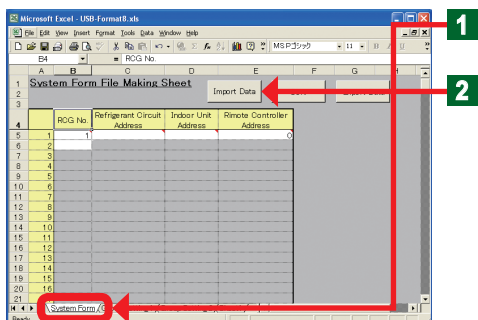 Microsoft Excel - USB-Format8.xls
File Edit View Insert Format Tools Data Window Help
MS Pゴシック 11
B4 = RCG No.
A B C D E F G H
1 System Form File Making Sheet
2 Import Data
3
4 RCG No. Refrigerant Circuit Address Indoor Unit Address Rimote Controller Address
5 1 1 0
6 2
7 3
8 4
9 5
10 6
11 7
12 8
13 9
14 10
15 11
16 12
17 13
18 14
19 15
20 16
21
System Form
Ready
1
2